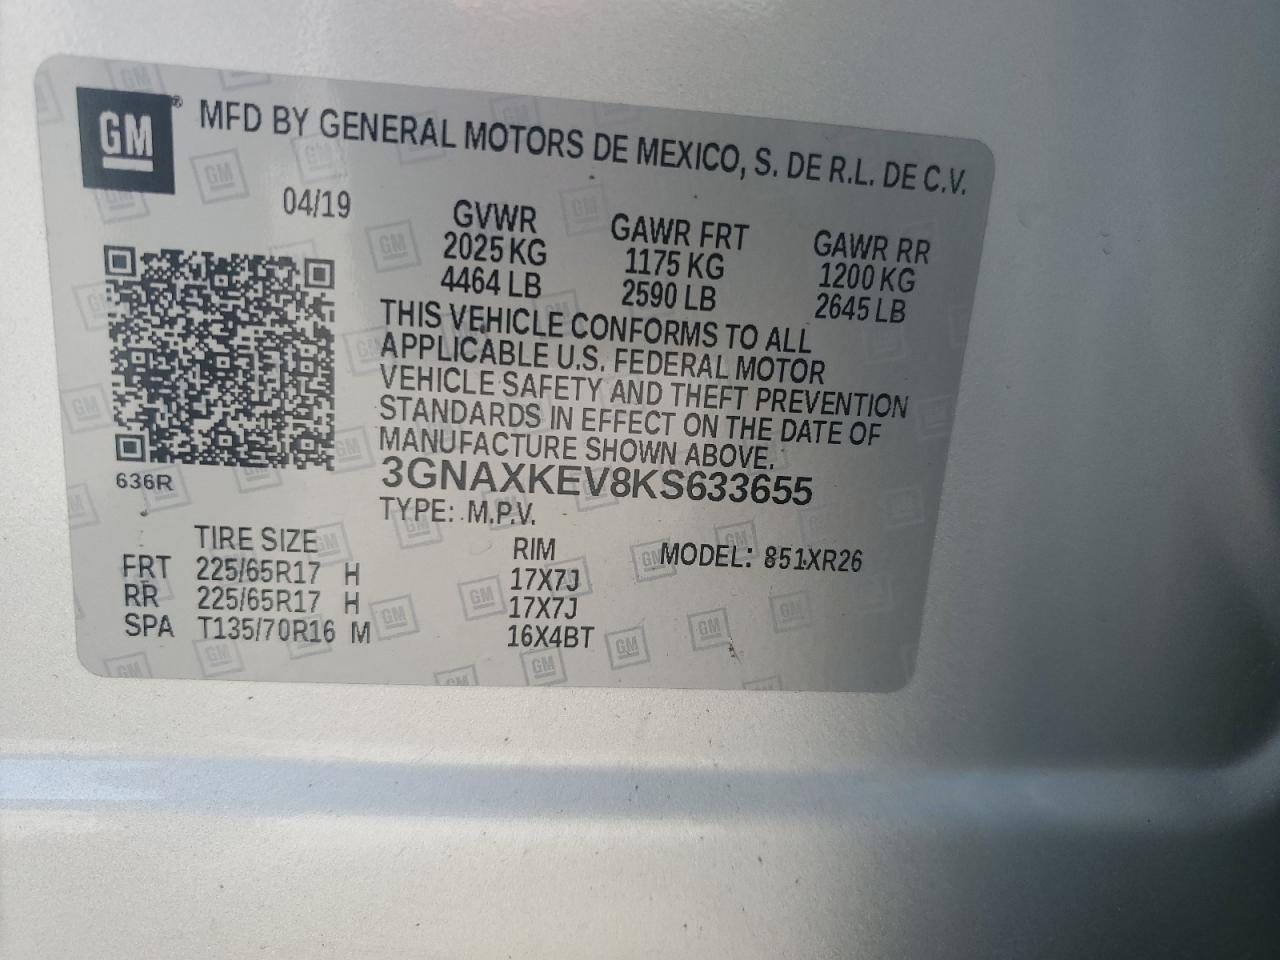 GM® MFD BY GENERAL MOTORS DE MEXICO, S. DE R.L. DE C.V.
04/19
GVWR GAWR FRT GAWR RR
2025 KG 1175 KG 1200 KG
4464 LB 2590 LB 2645 LB
THIS VEHICLE CONFORMS TO ALL
APPLICABLE U.S. FEDERAL MOTOR
VEHICLE SAFETY AND THEFT PREVENTION
STANDARDS IN EFFECT ON THE DATE OF
MANUFACTURE SHOWN ABOVE.
3GNAXKEV8KS633655
636R
TYPE: M.P.V.
TIRE SIZE RIM MODEL: 851XR26
FRT 225/65R17 H 17X7J
RR 225/65R17 H 17X7J
SPA T135/70R16 M 16X4BT